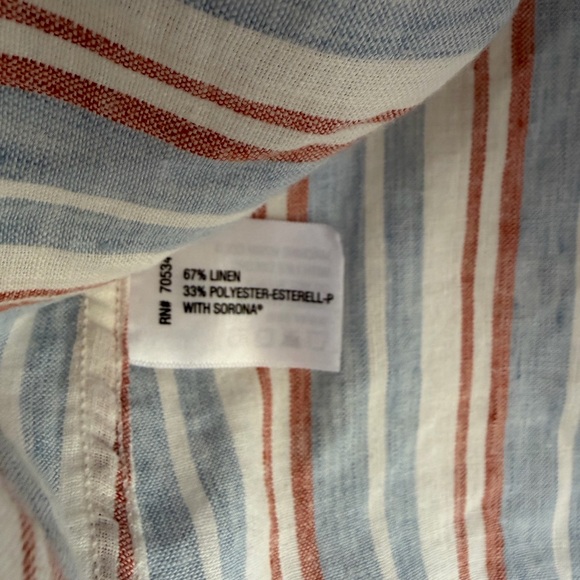 RN# 70534
67% LINEN
33% POLYESTER-ESTERELL-P
WITH SORONA®